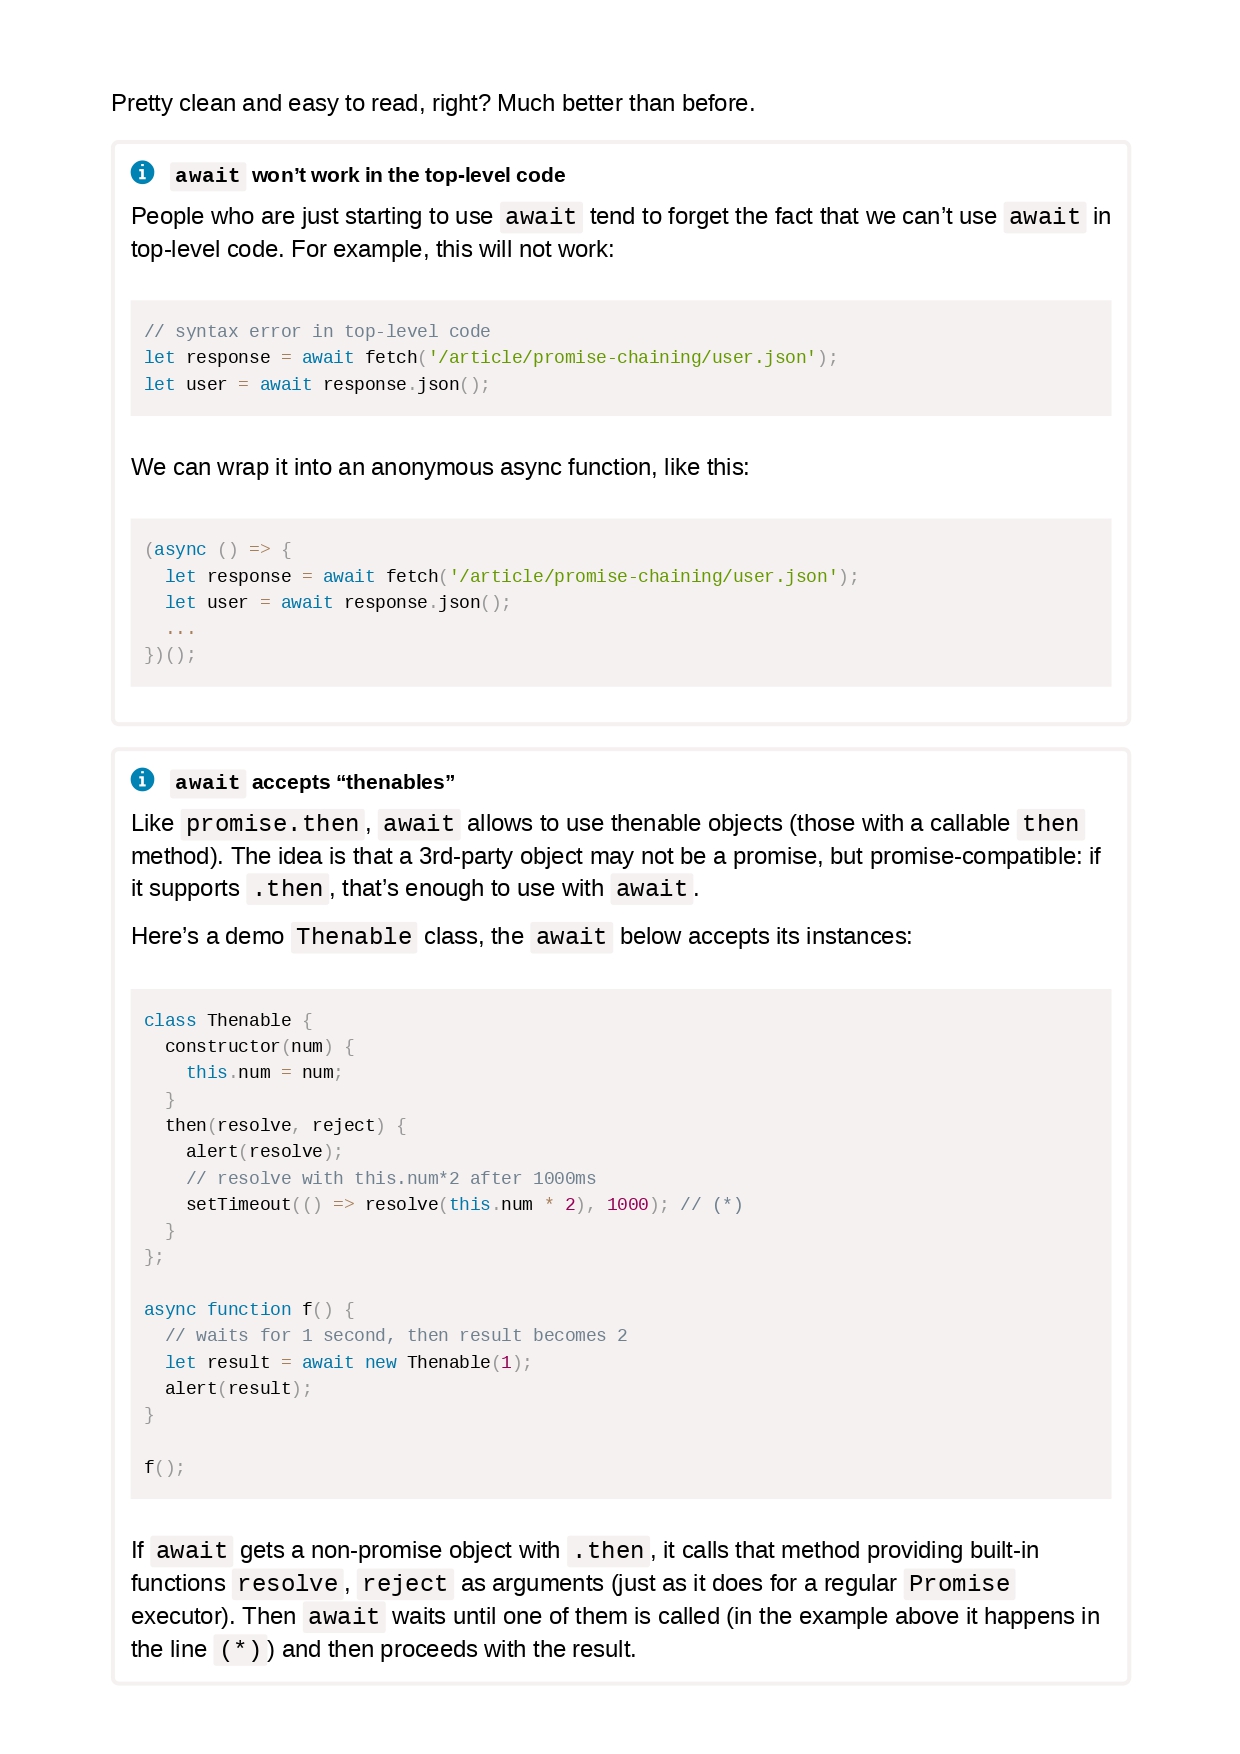 Pretty clean and easy to read, right? Much better than before.
await won’t work in the top-level code
People who are just starting to use await tend to forget the fact that we can’t use await in
top-level code. For example, this will not work:
// syntax error in top-level code
let response = await fetch('/article/promise-chaining/user.json');
let user = await response.json();
We can wrap it into an anonymous async function, like this:
(async () => {
  let response = await fetch('/article/promise-chaining/user.json');
  let user = await response.json();
  ...
})();
await accepts “thenables”
Like promise.then, await allows to use thenable objects (those with a callable then
method). The idea is that a 3rd-party object may not be a promise, but promise-compatible: if
it supports .then, that’s enough to use with await.
Here’s a demo Thenable class, the await below accepts its instances:
class Thenable {
  constructor(num) {
    this.num = num;
  }
  then(resolve, reject) {
    alert(resolve);
    // resolve with this.num*2 after 1000ms
    setTimeout(() => resolve(this.num * 2), 1000); // (*)
  }
};
async function f() {
  // waits for 1 second, then result becomes 2
  let result = await new Thenable(1);
  alert(result);
}
f();
If await gets a non-promise object with .then, it calls that method providing built-in
functions resolve, reject as arguments (just as it does for a regular Promise
executor). Then await waits until one of them is called (in the example above it happens in
the line (*)) and then proceeds with the result.